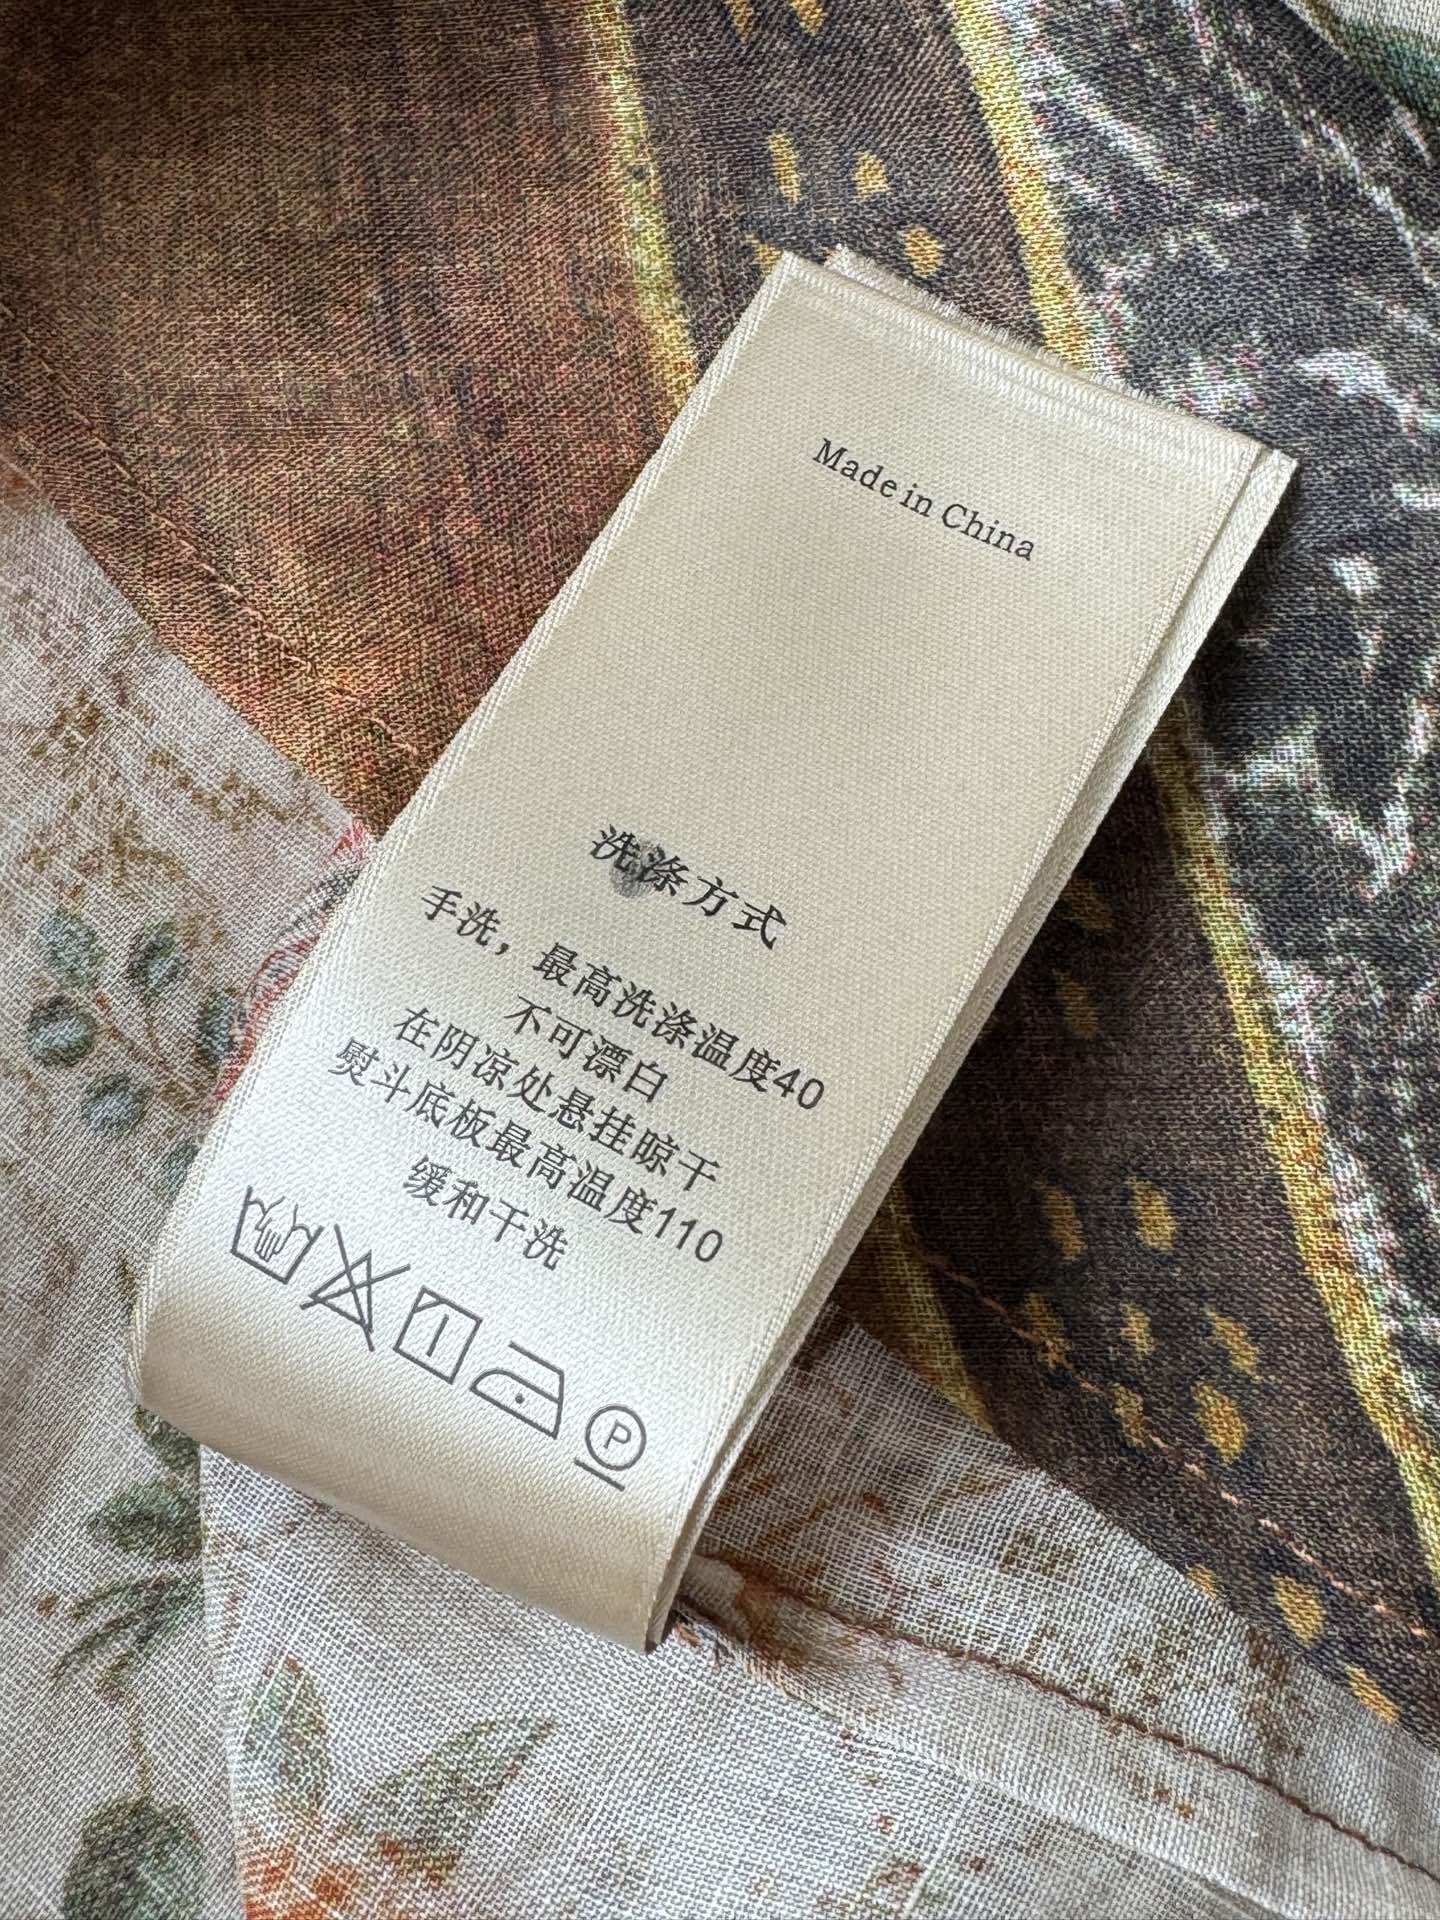 Made in China
洗涤方式
手洗，最高洗涤温度40
不可漂白
在阴凉处悬挂晾干
熨斗底板最高温度110
缓和干洗
P